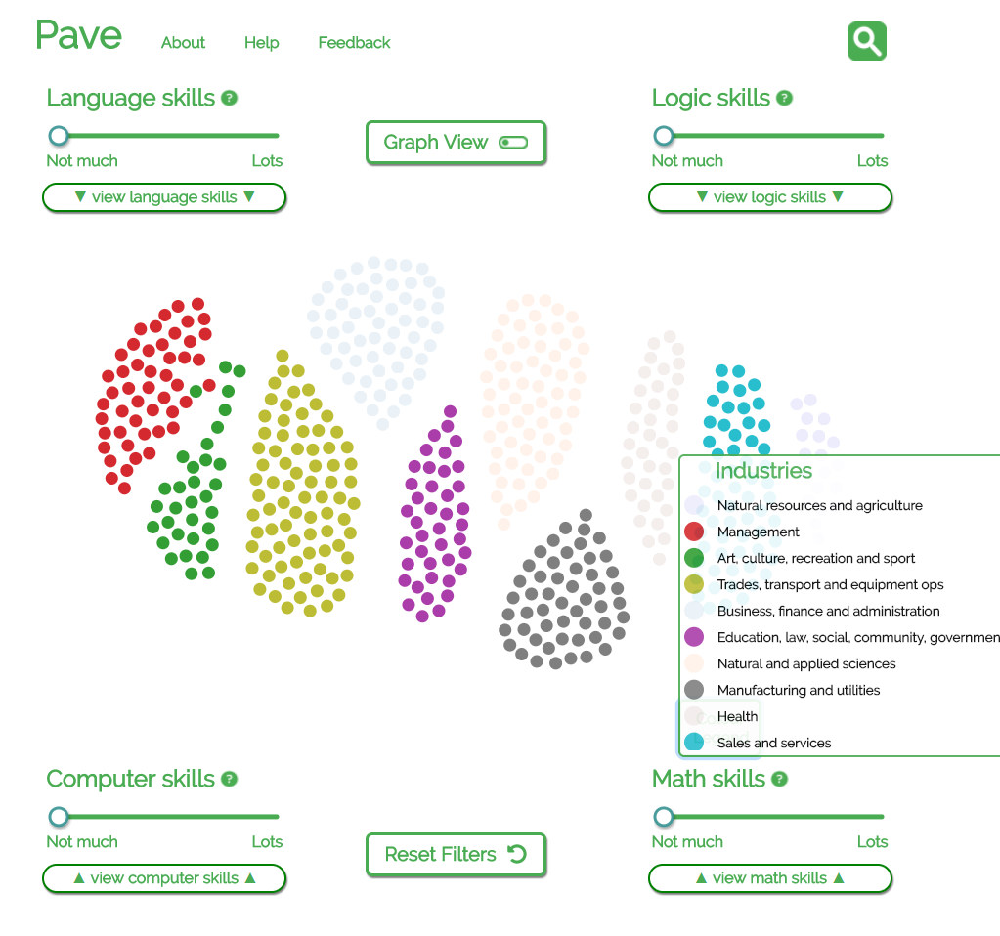 Pave
About Help Feedback
Language skills ?
Not much Lots
▼ view language skills ▼
Graph View
Logic skills ?
Not much Lots
▼ view logic skills ▼
Industries
Natural resources and agriculture
Management
Art, culture, recreation and sport
Trades, transport and equipment ops
Business, finance and administration
Education, law, social, community, governmen
Natural and applied sciences
Manufacturing and utilities
Health
Sales and services
Computer skills ?
Not much Lots
▲ view computer skills ▲
Reset Filters
Math skills ?
Not much Lots
▲ view math skills ▲